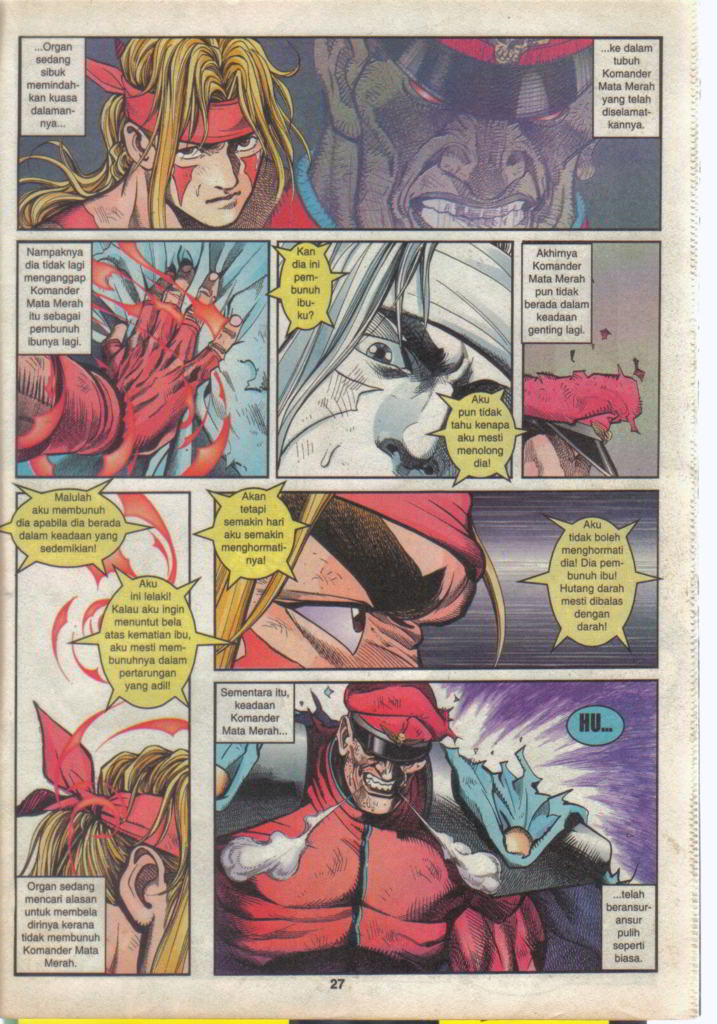 ...Organ
sedang
sibuk
memindah-
kan kuasa
dalaman-
nya...
...ke dalam
tubuh
Komander
Mata Merah
yang telah
diselamat-
kannya.
Nampaknya
dia tidak lagi
menganggap
Komander
Mata Merah
itu sebagai
pembunuh
ibunya lagi.
Kan
dia ini
pem-
bunuh
ibu-
ku?
Aku
pun tidak
tahu kenapa
aku mesti
menolong
dia!
Akhirnya
Komander
Mata Merah
pun tidak
berada dalam
keadaan
genting lagi.
Malulah
aku membunuh
dia apabila dia berada
dalam keadaan yang
sedemikian!
Aku
ini lelaki!
Kalau aku ingin
menuntut bela
atas kematian ibu,
aku mesti mem-
bunuhnya dalam
pertarungan
yang adil!
Organ sedang
mencari alasan
untuk membela
dirinya kerana
tidak membunuh
Komander Mata
Merah.
Akan
tetapi
semakin hari
aku semakin
menghormati-
nya!
Aku
tidak boleh
menghormati
dia! Dia pem-
bunuh ibu!
Hutang darah
mesti dibalas
dengan
darah!
Sementara itu,
keadaan
Komander
Mata Merah...
HU...
...telah
beransur-
ansur
pulih
seperti
biasa.
27